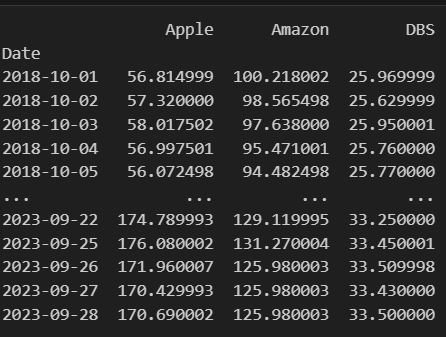 Apple Amazon DBS
Date
2018-10-01 56.814999 100.218002 25.969999
2018-10-02 57.320000 98.565498 25.629999
2018-10-03 58.017502 97.638000 25.950001
2018-10-04 56.997501 95.471001 25.760000
2018-10-05 56.072498 94.482498 25.770000
... ... ... ...
2023-09-22 174.789993 129.119995 33.250000
2023-09-25 176.080002 131.270004 33.450001
2023-09-26 171.960007 125.980003 33.509998
2023-09-27 170.429993 125.980003 33.430000
2023-09-28 170.690002 125.980003 33.500000